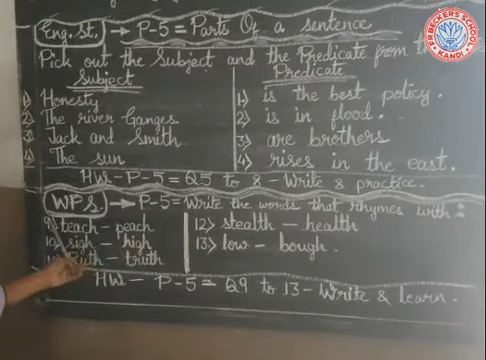 Eng. St. → P-5 = Parts Of a sentence
Pick out the Subject and the Predicate from the
Subject
Predicate
1) Honesty
1) is the best policy.
2) The river Ganges
2) is in flood.
3) Jack and Smith
3) are brothers
4) The sun
4) rises in the east.
HW - P-5 = Q5 to 8 - Write & practice.
W.P.S. → P-5 = Write the words that rhymes with:
9) teach - peach
12) stealth - health
10) sigh - high
13) low - bough.
11) Ruth - truth
HW - P-5 = Q9 to 13 - Write & learn.
ERBECKERS SCHOOL
KANDI